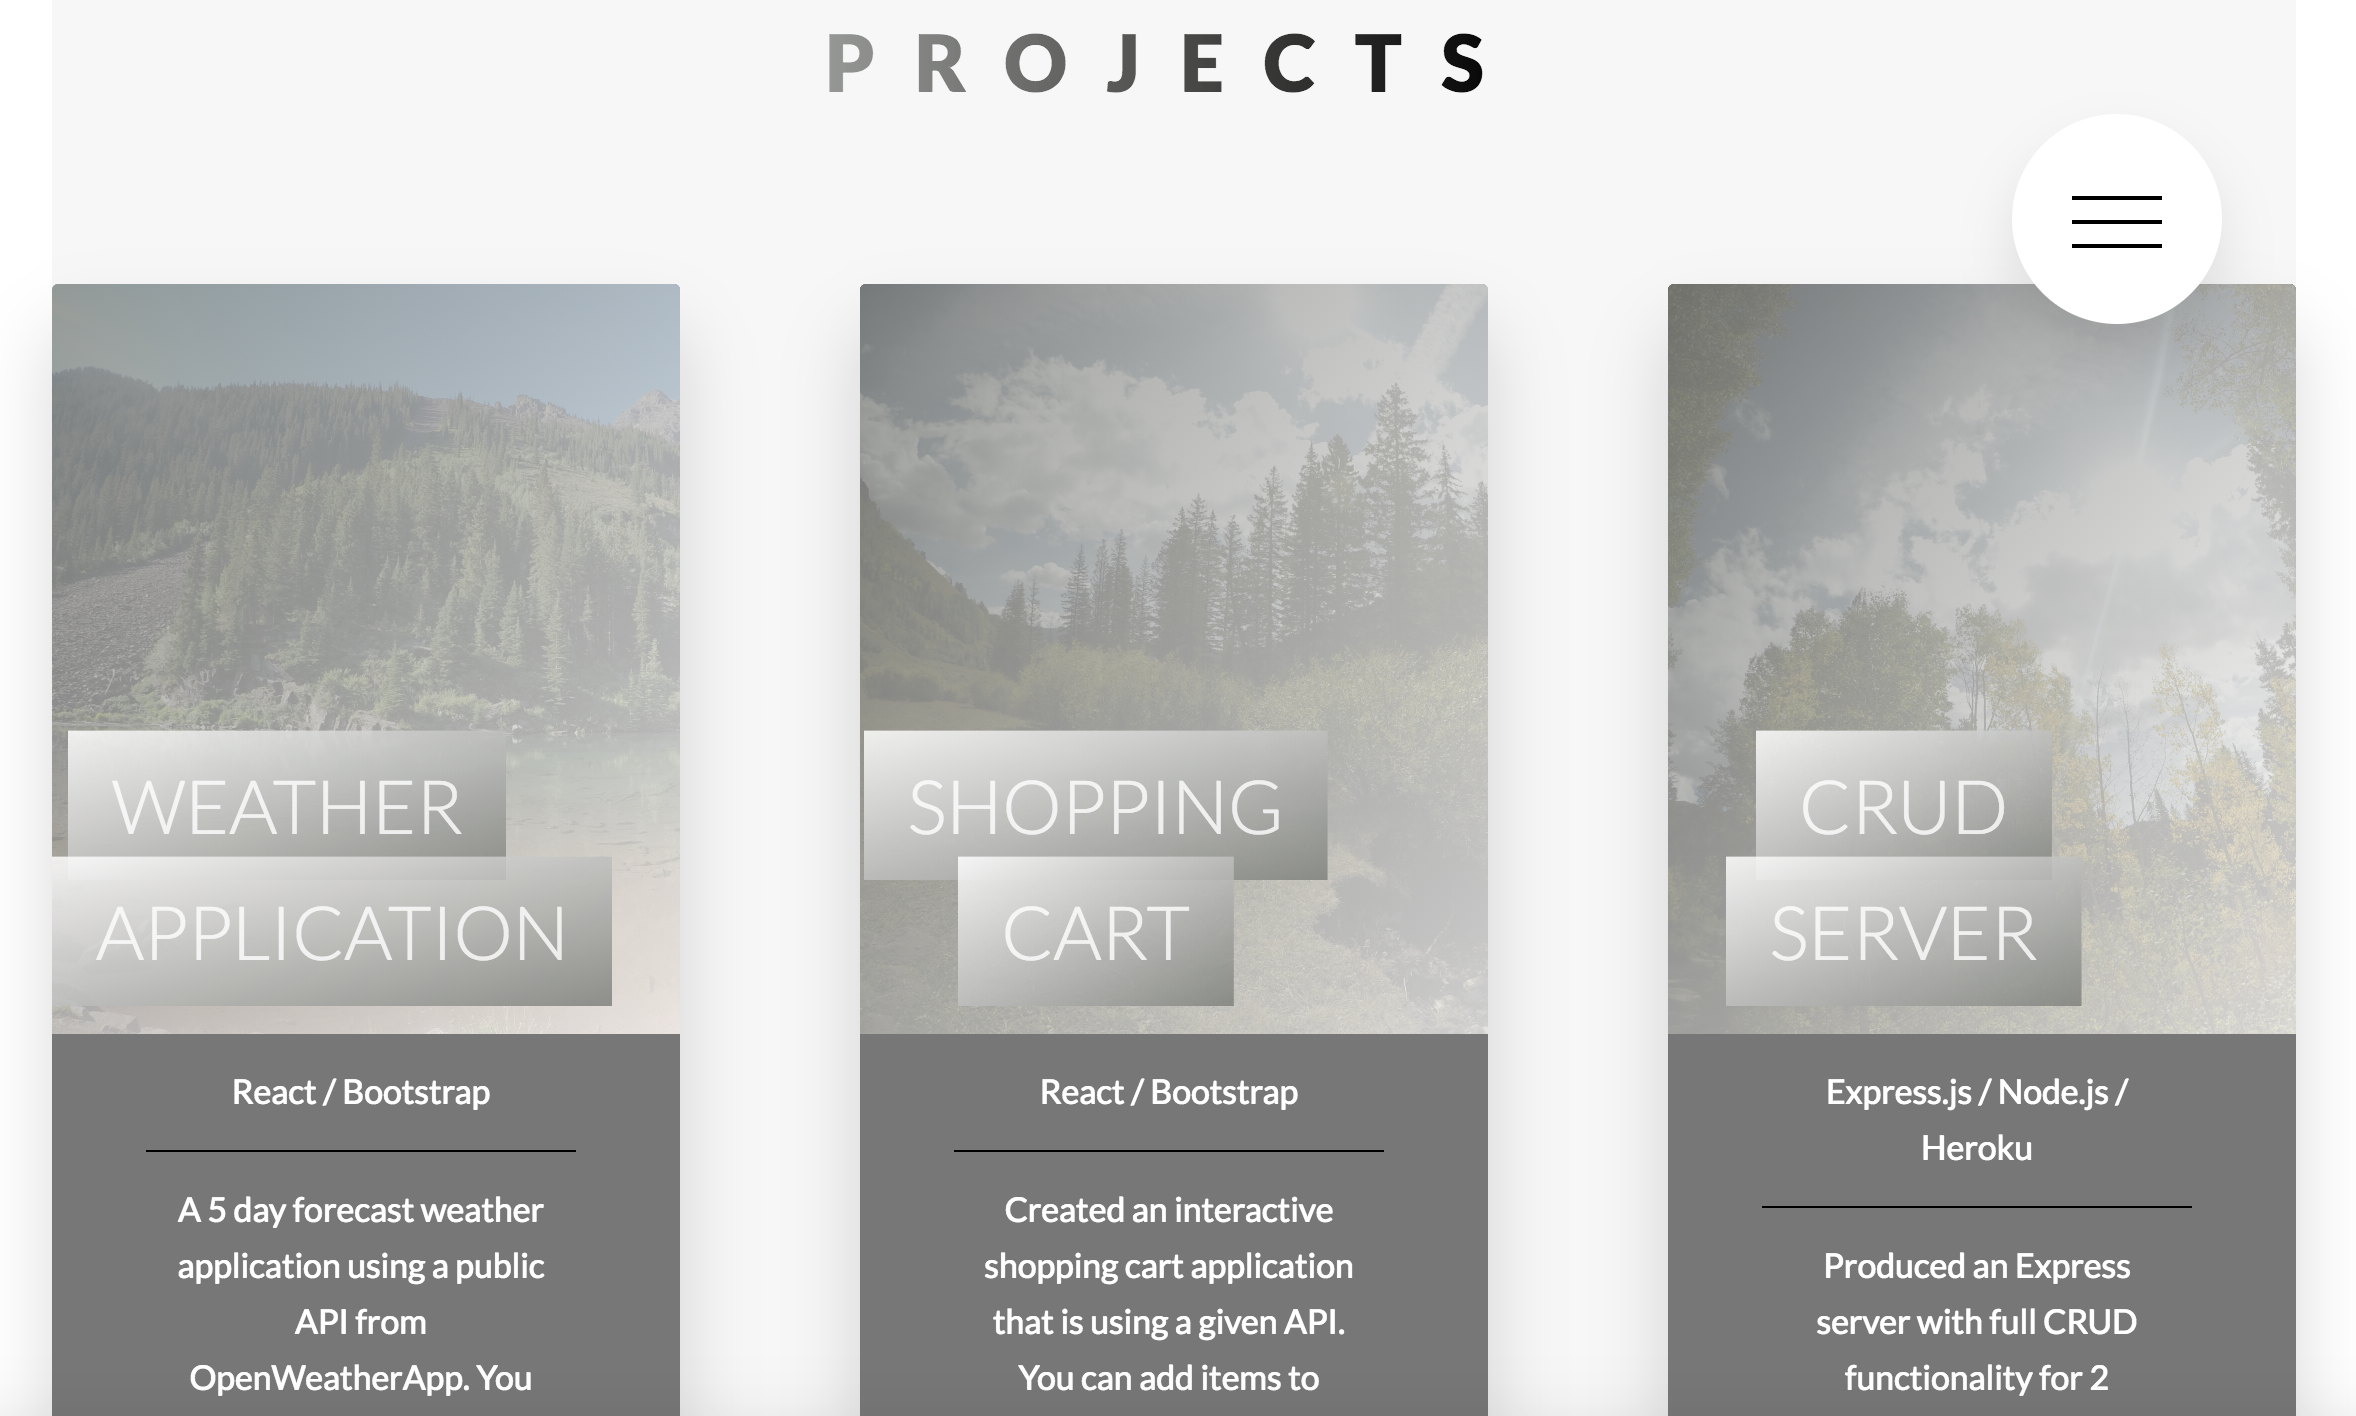 PROJECTS
WEATHER
APPLICATION
React / Bootstrap
A 5 day forecast weather
application using a public
API from
OpenWeatherApp. You
SHOPPING
CART
React / Bootstrap
Created an interactive
shopping cart application
that is using a given API.
You can add items to
CRUD
SERVER
Express.js / Node.js /
Heroku
Produced an Express
server with full CRUD
functionality for 2